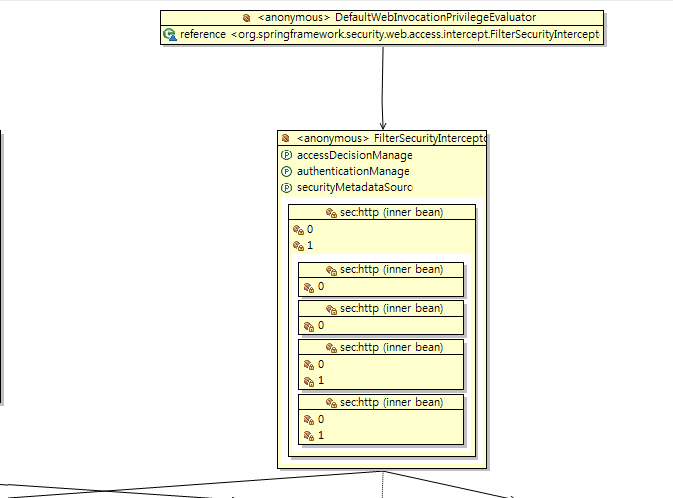 <anonymous> DefaultWebInvocationPrivilegeEvaluator
reference <org.springframework.security.web.access.intercept.FilterSecurityIntercept
<anonymous> FilterSecurityIntercepto
accessDecisionManage
authenticationManage
securityMetadataSourc
sec:http (inner bean)
0
1
sec:http (inner bean)
0
sec:http (inner bean)
0
sec:http (inner bean)
0
1
sec:http (inner bean)
0
1